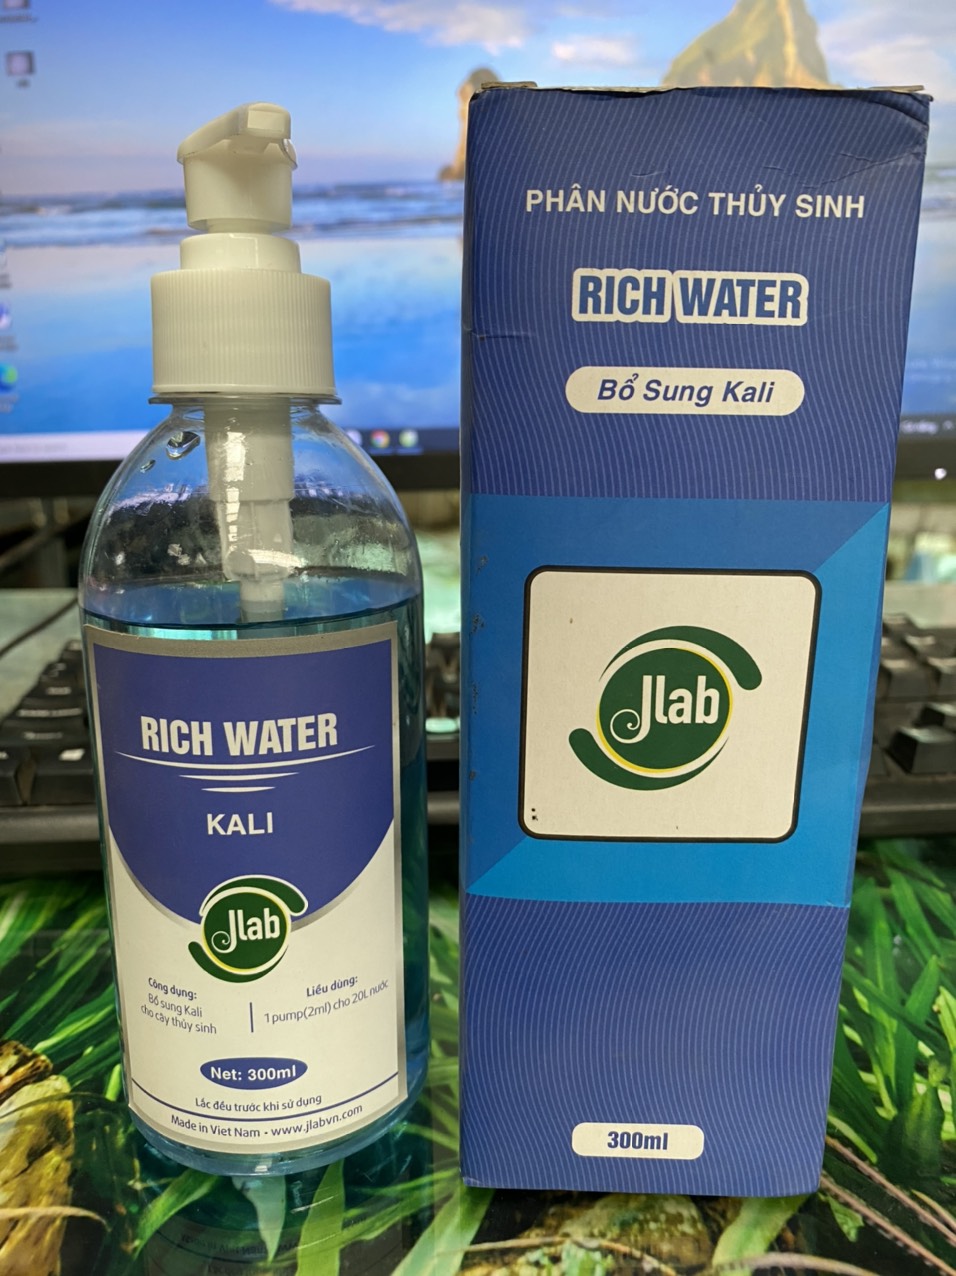 PHÂN NƯỚC THỦY SINH
RICH WATER
Bổ Sung Kali
Jlab
300ml
RICH WATER
KALI
Jlab
Công dụng:
Bổ sung Kali
cho cây thủy sinh
Liều dùng:
1 pump(2ml) cho 20L nước
Net: 300ml
Lắc đều trước khi sử dụng
Made in Viet Nam - www.jlabvn.com